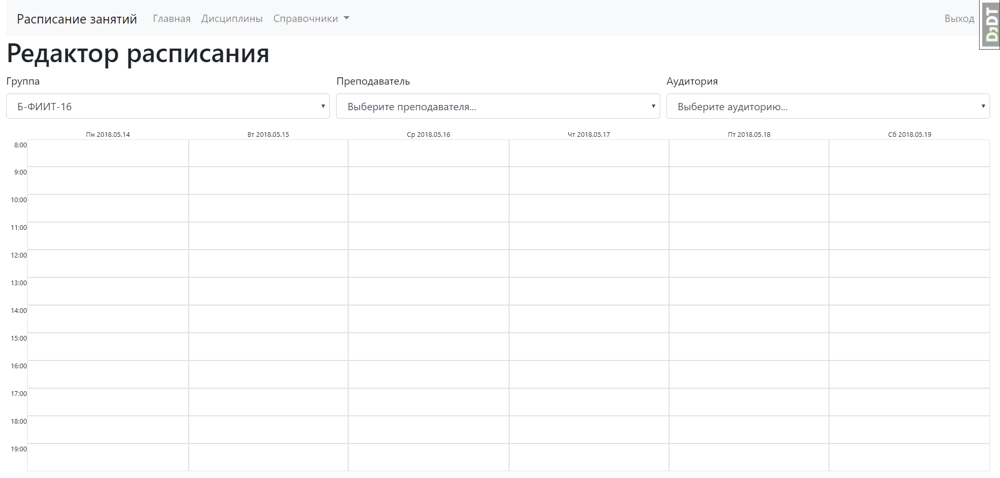 Расписание занятий Главная Дисциплины Справочники Выход
DJDT
Редактор расписания
Группа Преподаватель Аудитория
Б-ФИИТ-16 Выберите преподавателя... Выберите аудиторию...
Пн 2018.05.14 Вт 2018.05.15 Ср 2018.05.16 Чт 2018.05.17 Пт 2018.05.18 Сб 2018.05.19
8:00
9:00
10:00
11:00
12:00
13:00
14:00
15:00
16:00
17:00
18:00
19:00